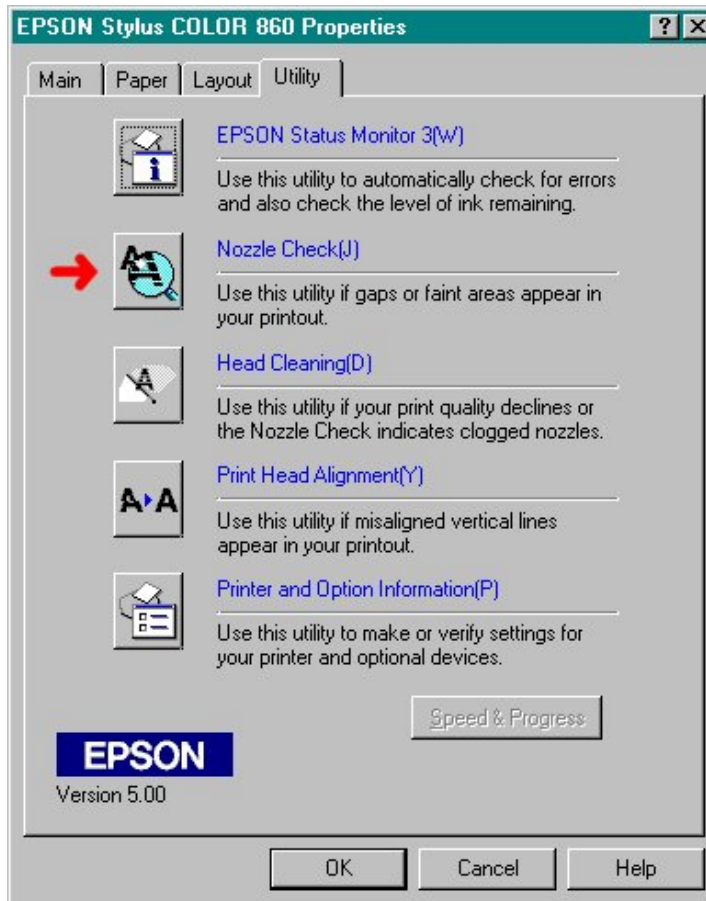 EPSON Stylus COLOR 860 Properties
Main Paper Layout Utility
EPSON Status Monitor 3(W)
Use this utility to automatically check for errors
and also check the level of ink remaining.
Nozzle Check(J)
Use this utility if gaps or faint areas appear in
your printout.
Head Cleaning(D)
Use this utility if your print quality declines or
the Nozzle Check indicates clogged nozzles.
Print Head Alignment(Y)
Use this utility if misaligned vertical lines
appear in your printout.
Printer and Option Information(P)
Use this utility to make or verify settings for
your printer and optional devices.
Speed & Progress
EPSON
Version 5.00
OK Cancel Help